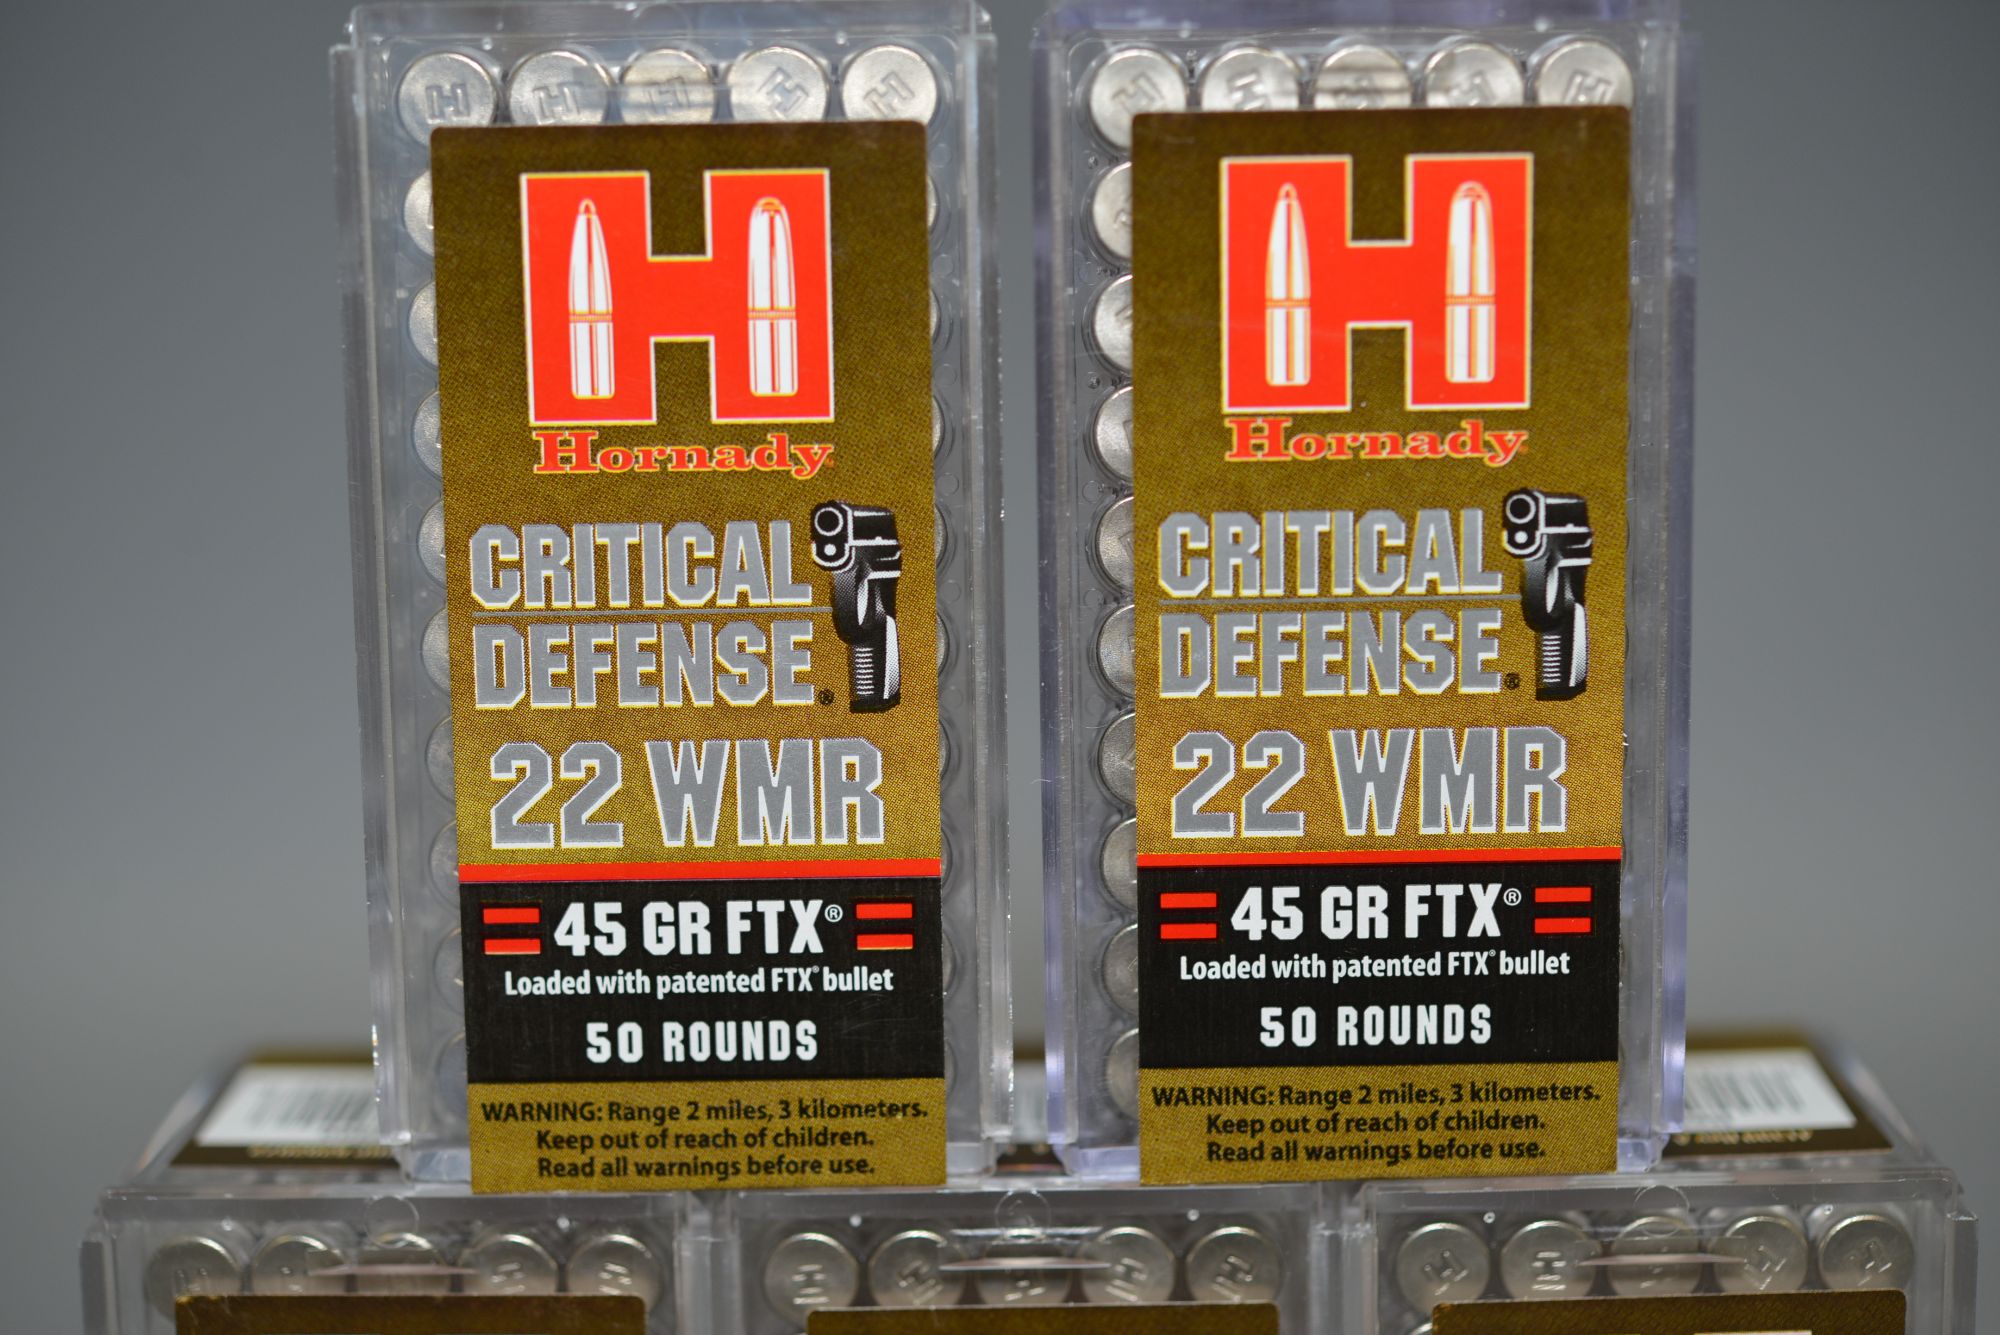 H H H H H
H H H H H
Hornady
CRITICAL
DEFENSE®
22 WMR
45 GR FTX®
Loaded with patented FTX® bullet
50 ROUNDS
WARNING: Range 2 miles, 3 kilometers.
Keep out of reach of children.
Read all warnings before use.
H
Hornady
CRITICAL
DEFENSE®
22 WMR
45 GR FTX®
Loaded with patented FTX® bullet
50 ROUNDS
WARNING: Range 2 miles, 3 kilometers.
Keep out of reach of children.
Read all warnings before use.